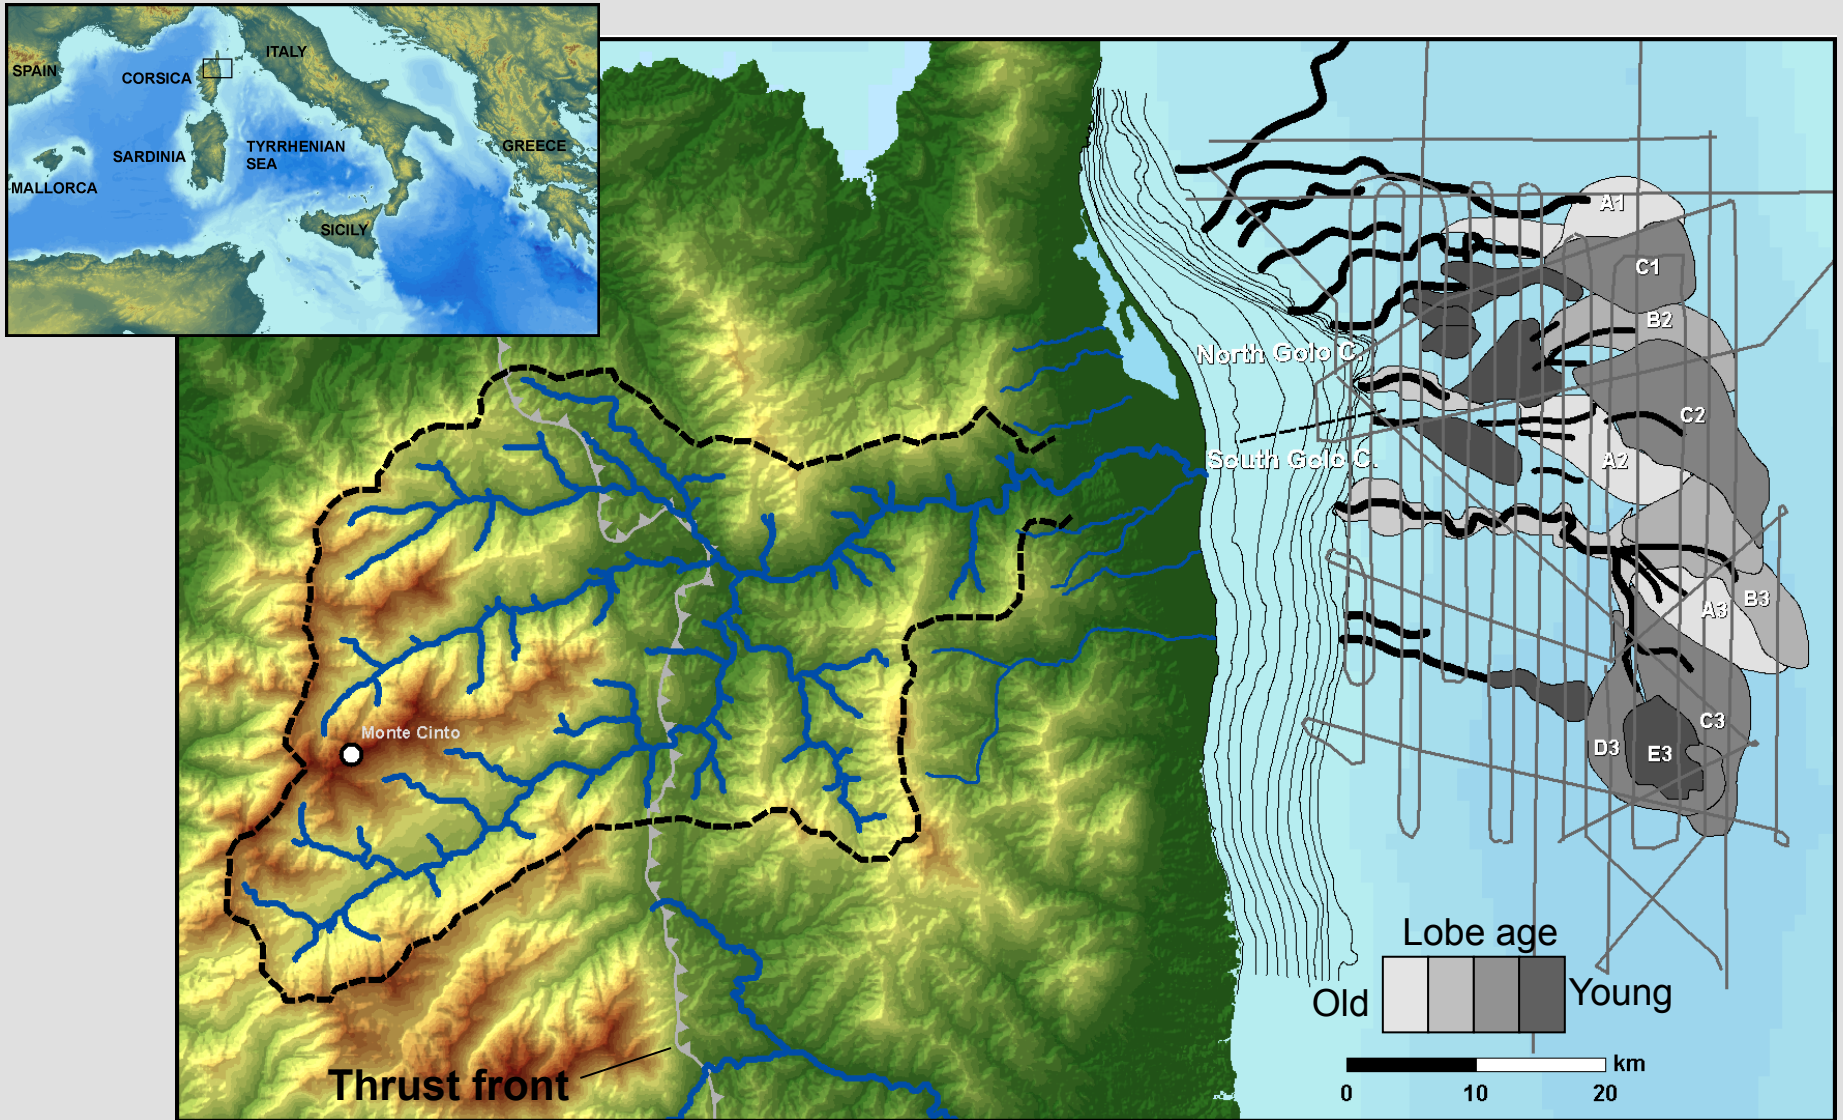 ITALY
SPAIN
CORSICA
TYRRHENIAN
SEA
GREECE
SARDINIA
MALLORCA
SICILY
A1
C1
B2
North Golo C.
C2
South Golo C.
A2
B3
A3
C3
Monte Cinto
D3
E3
Lobe age
Old
Young
km
Thrust front
0
10
20